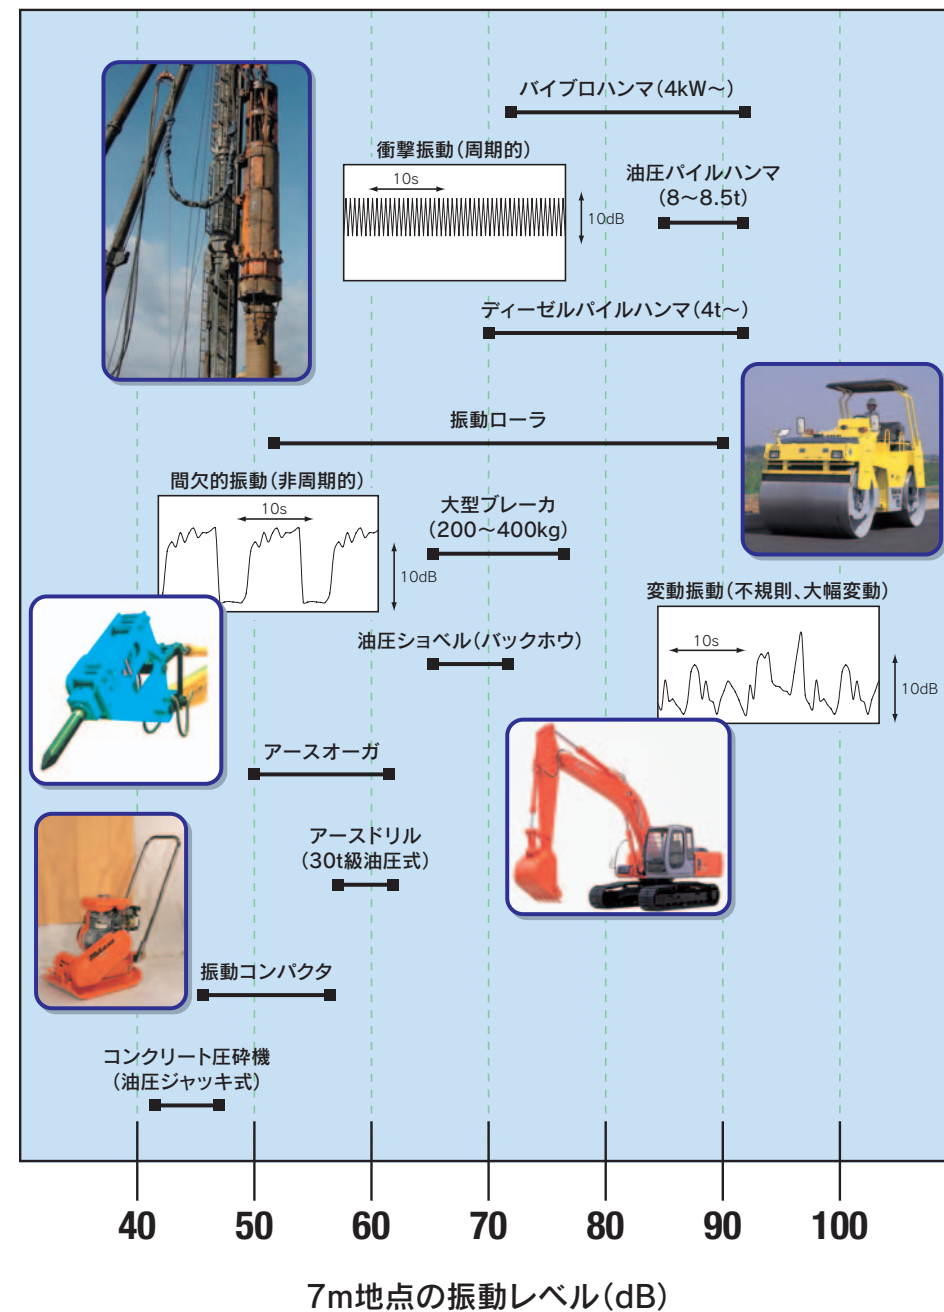 バイブロハンマ(4kW～)
衝撃振動(周期的)
10s
10dB
油圧パイルハンマ
(8～8.5t)
ディーゼルパイルハンマ(4t～)
振動ローラ
間欠的振動(非周期的)
10s
10dB
大型ブレーカ
(200～400kg)
変動振動(不規則、大幅変動)
10s
10dB
油圧ショベル(バックホウ)
アースオーガ
アースドリル
(30t級油圧式)
振動コンパクタ
コンクリート圧砕機
(油圧ジャッキ式)
40 50 60 70 80 90 100
7m地点の振動レベル(dB)